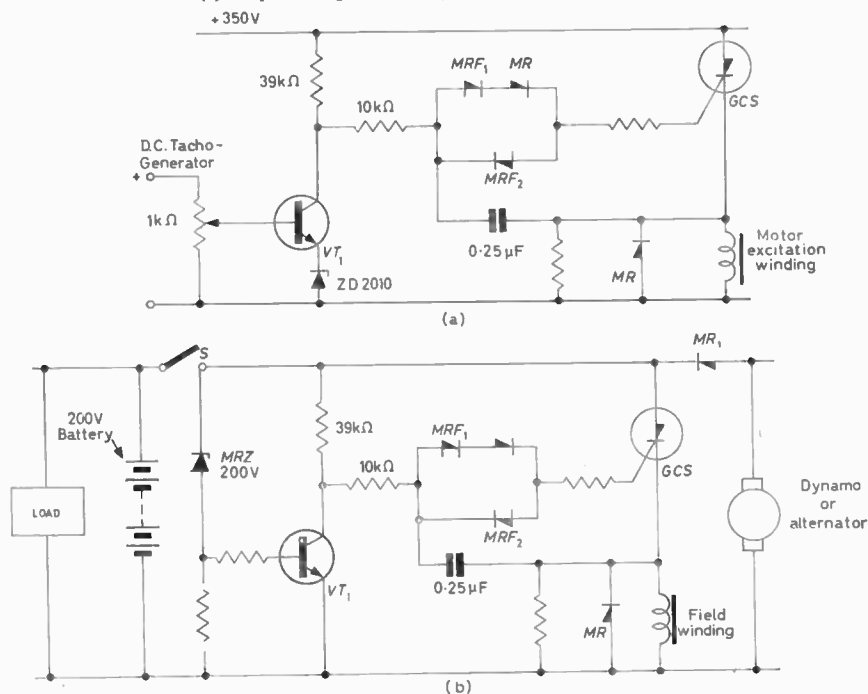 +350V
39kΩ
10kΩ
MRF₁
MR
GCS
MRF₂
D.C. Tacho-
Generator
+
1kΩ
VT₁
ZD 2010
0·25µF
MR
Motor
excitation
winding
(a)
S
MR₁
200V
Battery
MRZ
200V
39kΩ
10kΩ
MRF₁
GCS
MRF₂
LOAD
Dynamo
or
alternator
VT₁
0·25µF
MR
Field
winding
(b)